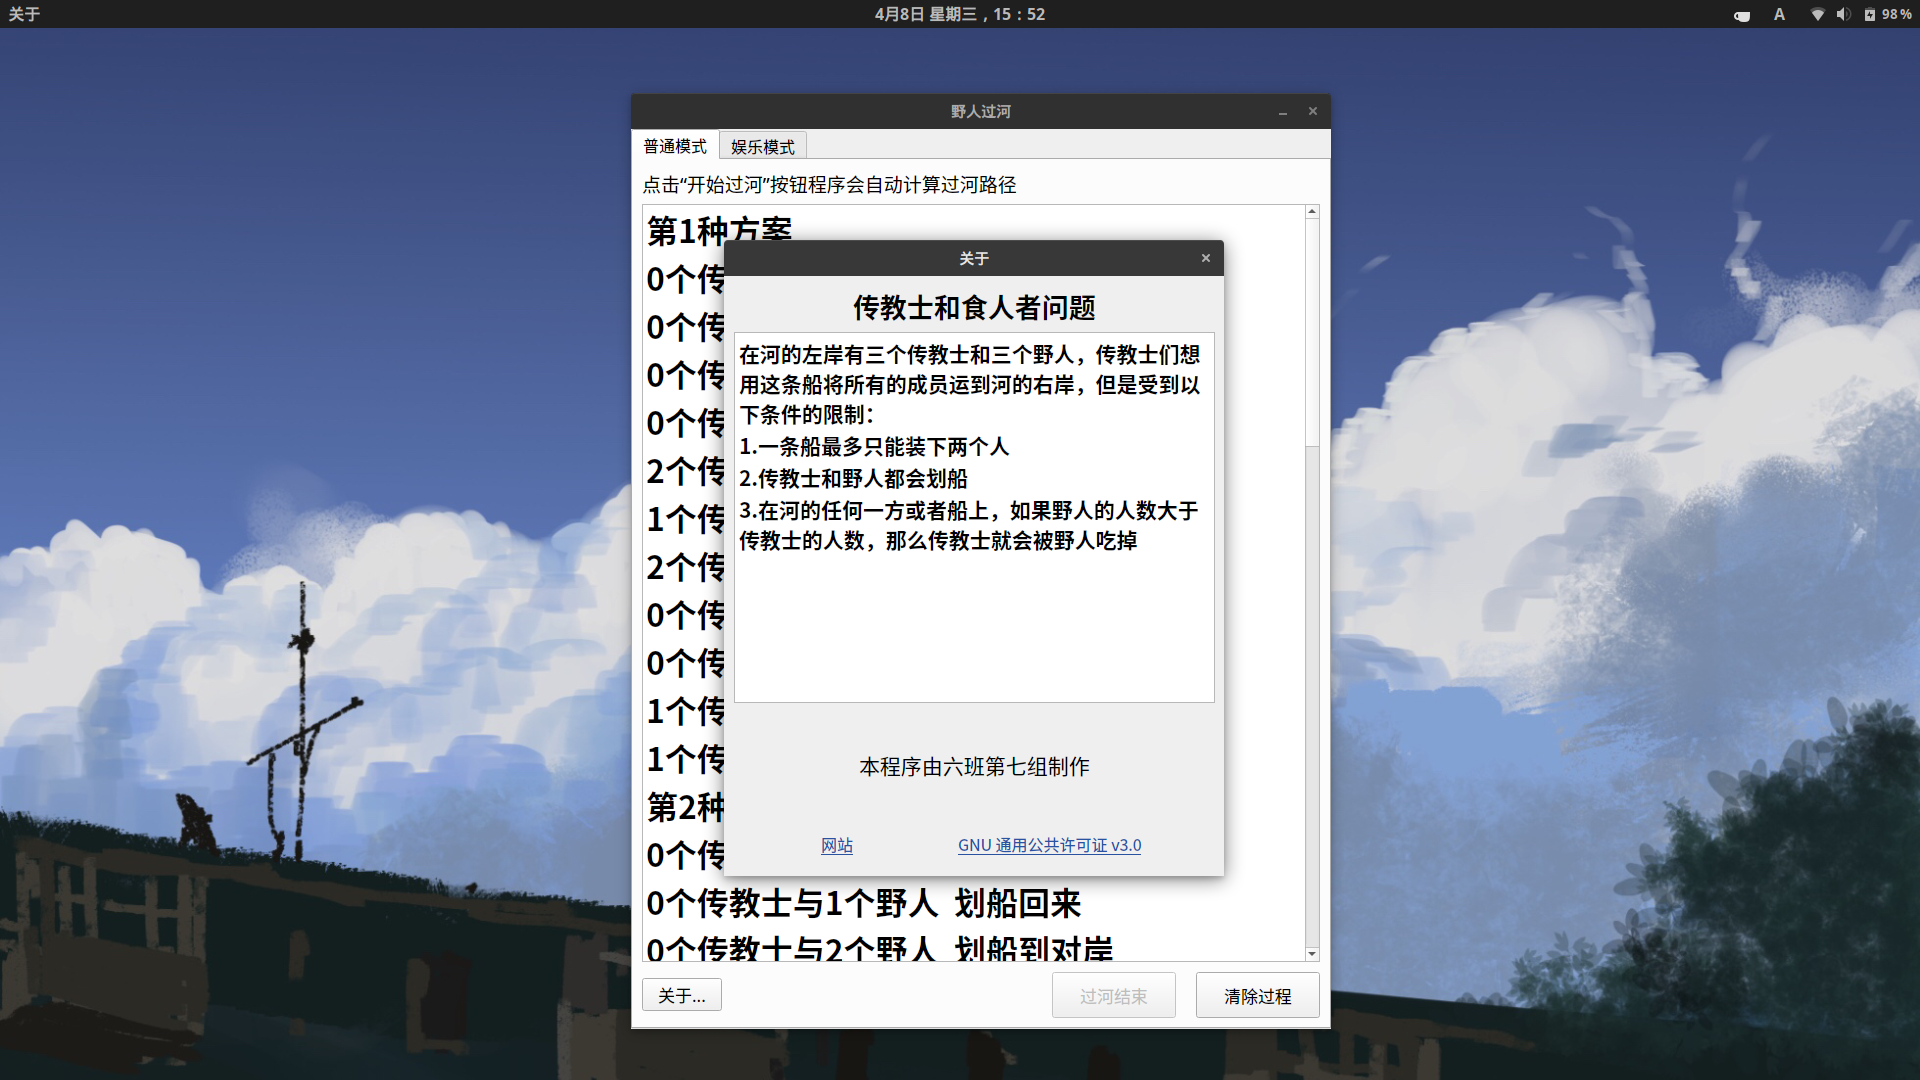 关于
4月8日 星期三，15：52
A
98%
野人过河
普通模式
娱乐模式
点击“开始过河”按钮程序会自动计算过河路径
第1种方案
0个传
0个传
0个传
0个传
2个传
1个传
2个传
0个传
0个传
1个传
1个传
第2种
0个传
0个传教士与1个野人 划船回来
0个传教士与2个野人 划船到对岸
关于
传教士和食人者问题
在河的左岸有三个传教士和三个野人，传教士们想
用这条船将所有的成员运到河的右岸，但是受到以
下条件的限制：
1.一条船最多只能装下两个人
2.传教士和野人都会划船
3.在河的任何一方或者船上，如果野人的人数大于
传教士的人数，那么传教士就会被野人吃掉
本程序由六班第七组制作
网站
GNU 通用公共许可证 v3.0
关于...
过河结束
清除过程